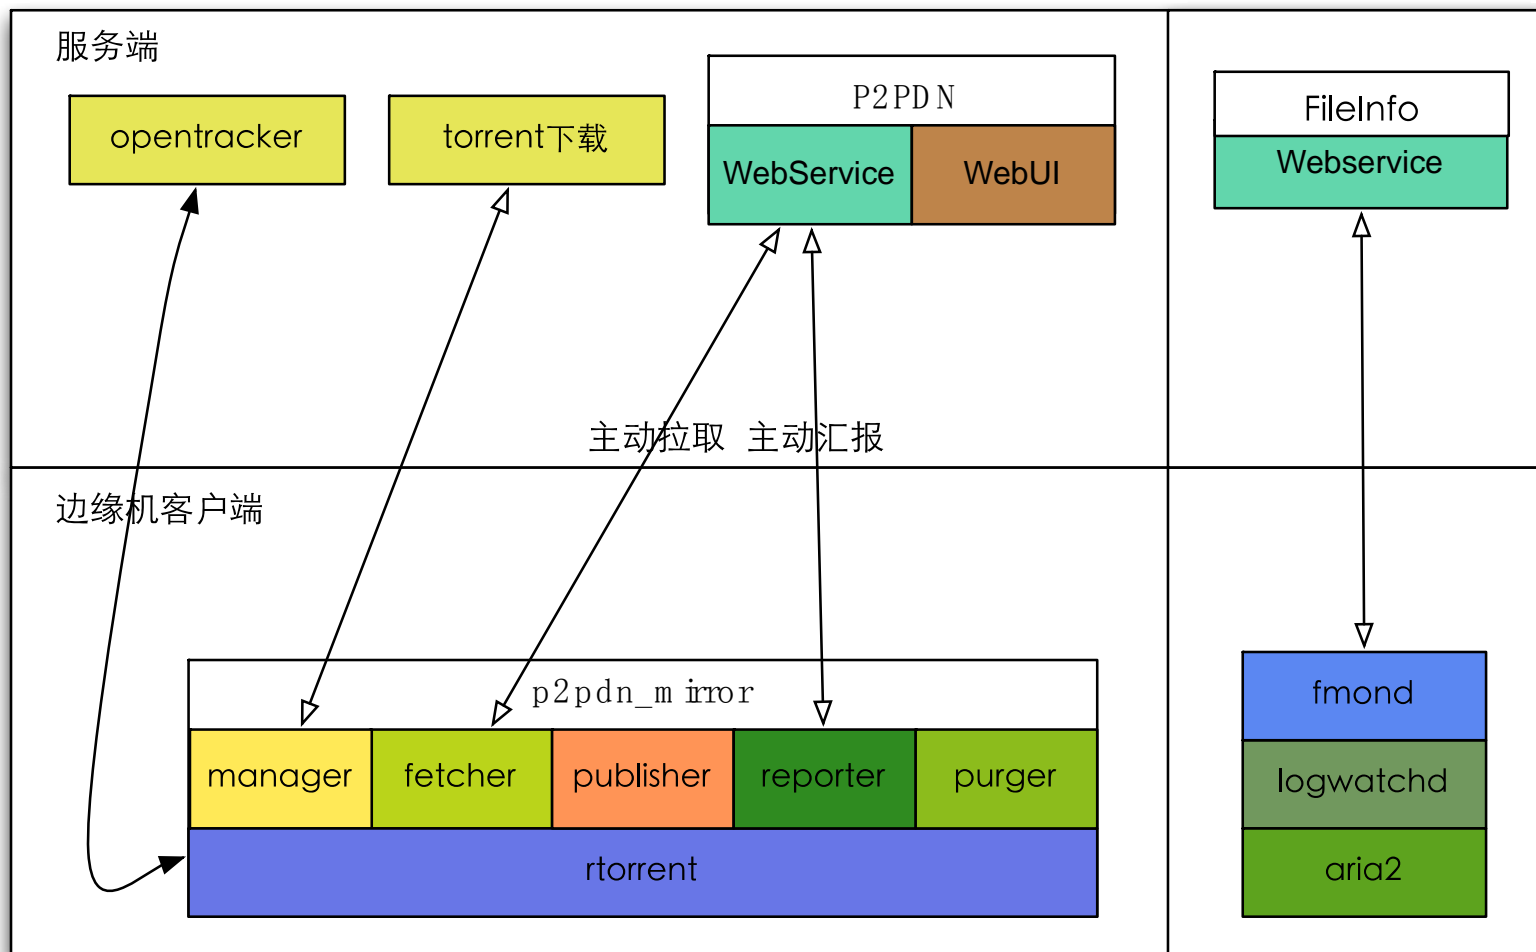 服务端
opentracker
torrent下载
P2PDN
WebService
WebUI
FileInfo
Webservice
主动拉取 主动汇报
边缘机客户端
p2pdn_mirror
manager
fetcher
publisher
reporter
purger
rtorrent
fmond
logwatchd
aria2